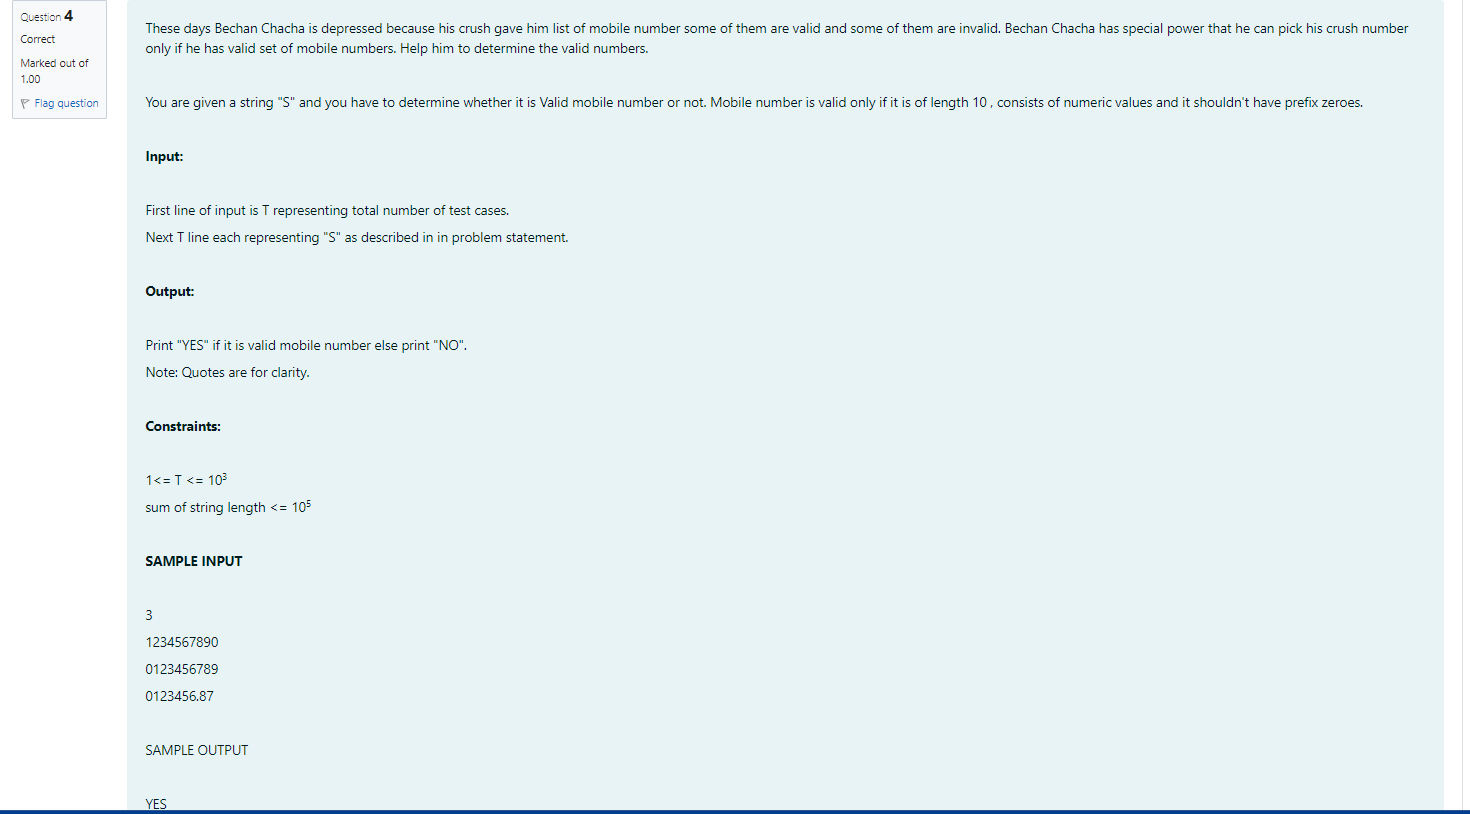 Question 4
Correct
Marked out of
1.00
Flag question
These days Bechan Chacha is depressed because his crush gave him list of mobile number some of them are valid and some of them are invalid. Bechan Chacha has special power that he can pick his crush number
only if he has valid set of mobile numbers. Help him to determine the valid numbers.
You are given a string "S" and you have to determine whether it is Valid mobile number or not. Mobile number is valid only if it is of length 10 , consists of numeric values and it shouldn't have prefix zeroes.
Input:
First line of input is T representing total number of test cases.
Next T line each representing "S" as described in in problem statement.
Output:
Print "YES" if it is valid mobile number else print "NO".
Note: Quotes are for clarity.
Constraints:
1<= T <= 10³
sum of string length <= 10⁵
SAMPLE INPUT
3
1234567890
0123456789
0123456.87
SAMPLE OUTPUT
YES